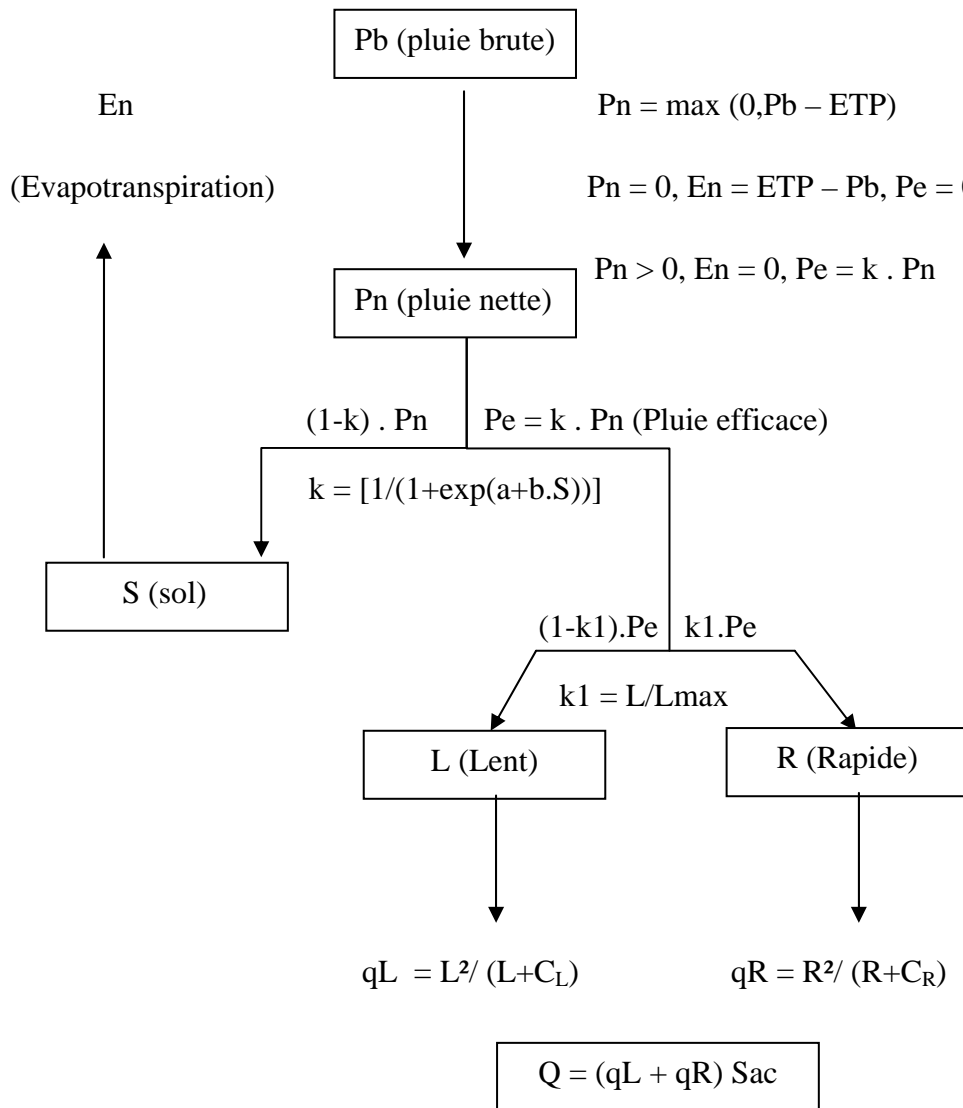 Pb (pluie brute)
En
Pn = max (0,Pb – ETP)
(Evapotranspiration)
Pn = 0, En = ETP – Pb, Pe =
Pn > 0, En = 0, Pe = k . Pn
Pn (pluie nette)
(1-k) . Pn
Pe = k . Pn (Pluie efficace)
k = [1/(1+exp(a+b.S))]
S (sol)
(1-k1).Pe
k1.Pe
k1 = L/Lmax
L (Lent)
R (Rapide)
qL = L²/ (L+C_L)
qR = R²/ (R+C_R)
Q = (qL + qR) Sac